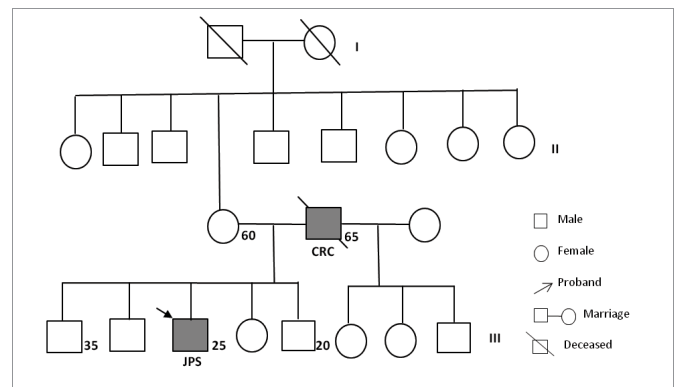 I
II
60
65
CRC
35
25
20
JPS
III
Male
Female
Proband
Marriage
Deceased